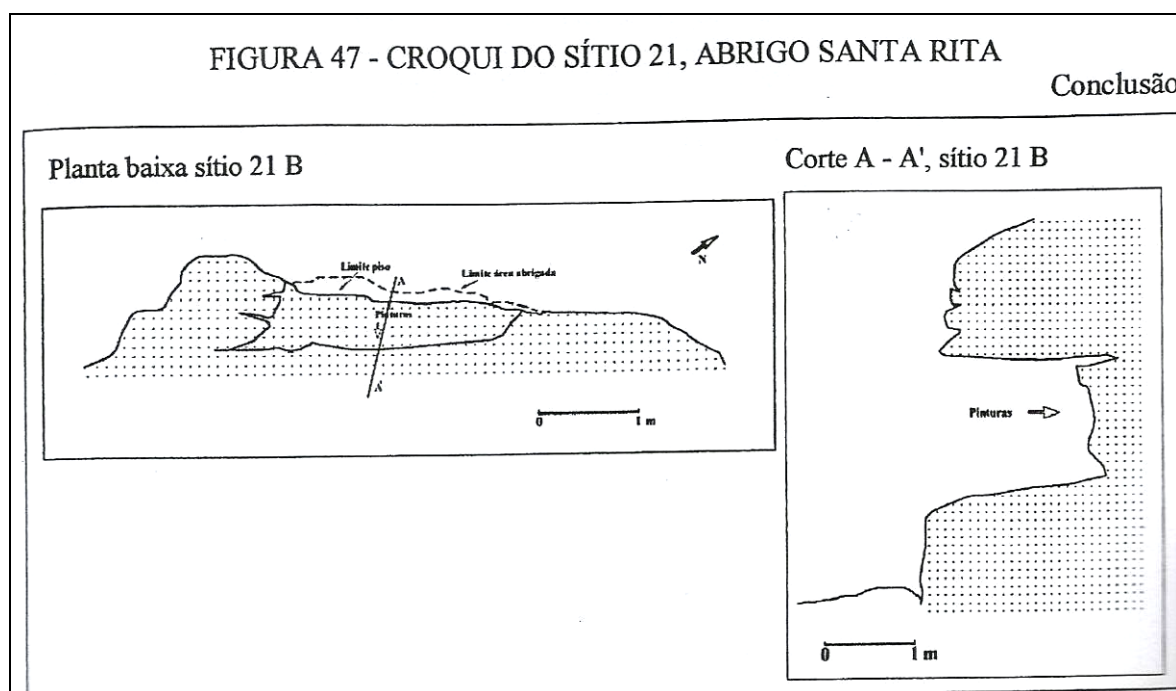 FIGURA 47 - CROQUI DO SÍTIO 21, ABRIGO SANTA RITA
Conclusão
Planta baixa sítio 21 B
Limite piso
A
Limite área abrigada
N
Pinturas
A'
0 1 m
Corte A - A', sítio 21 B
Pinturas
0 1 m